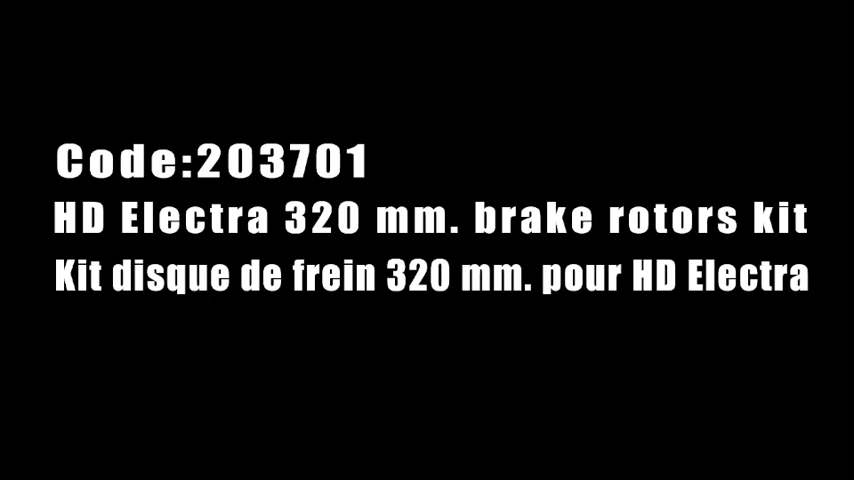 Code:203701
HD Electra 320 mm. brake rotors kit
Kit disque de frein 320 mm. pour HD Electra